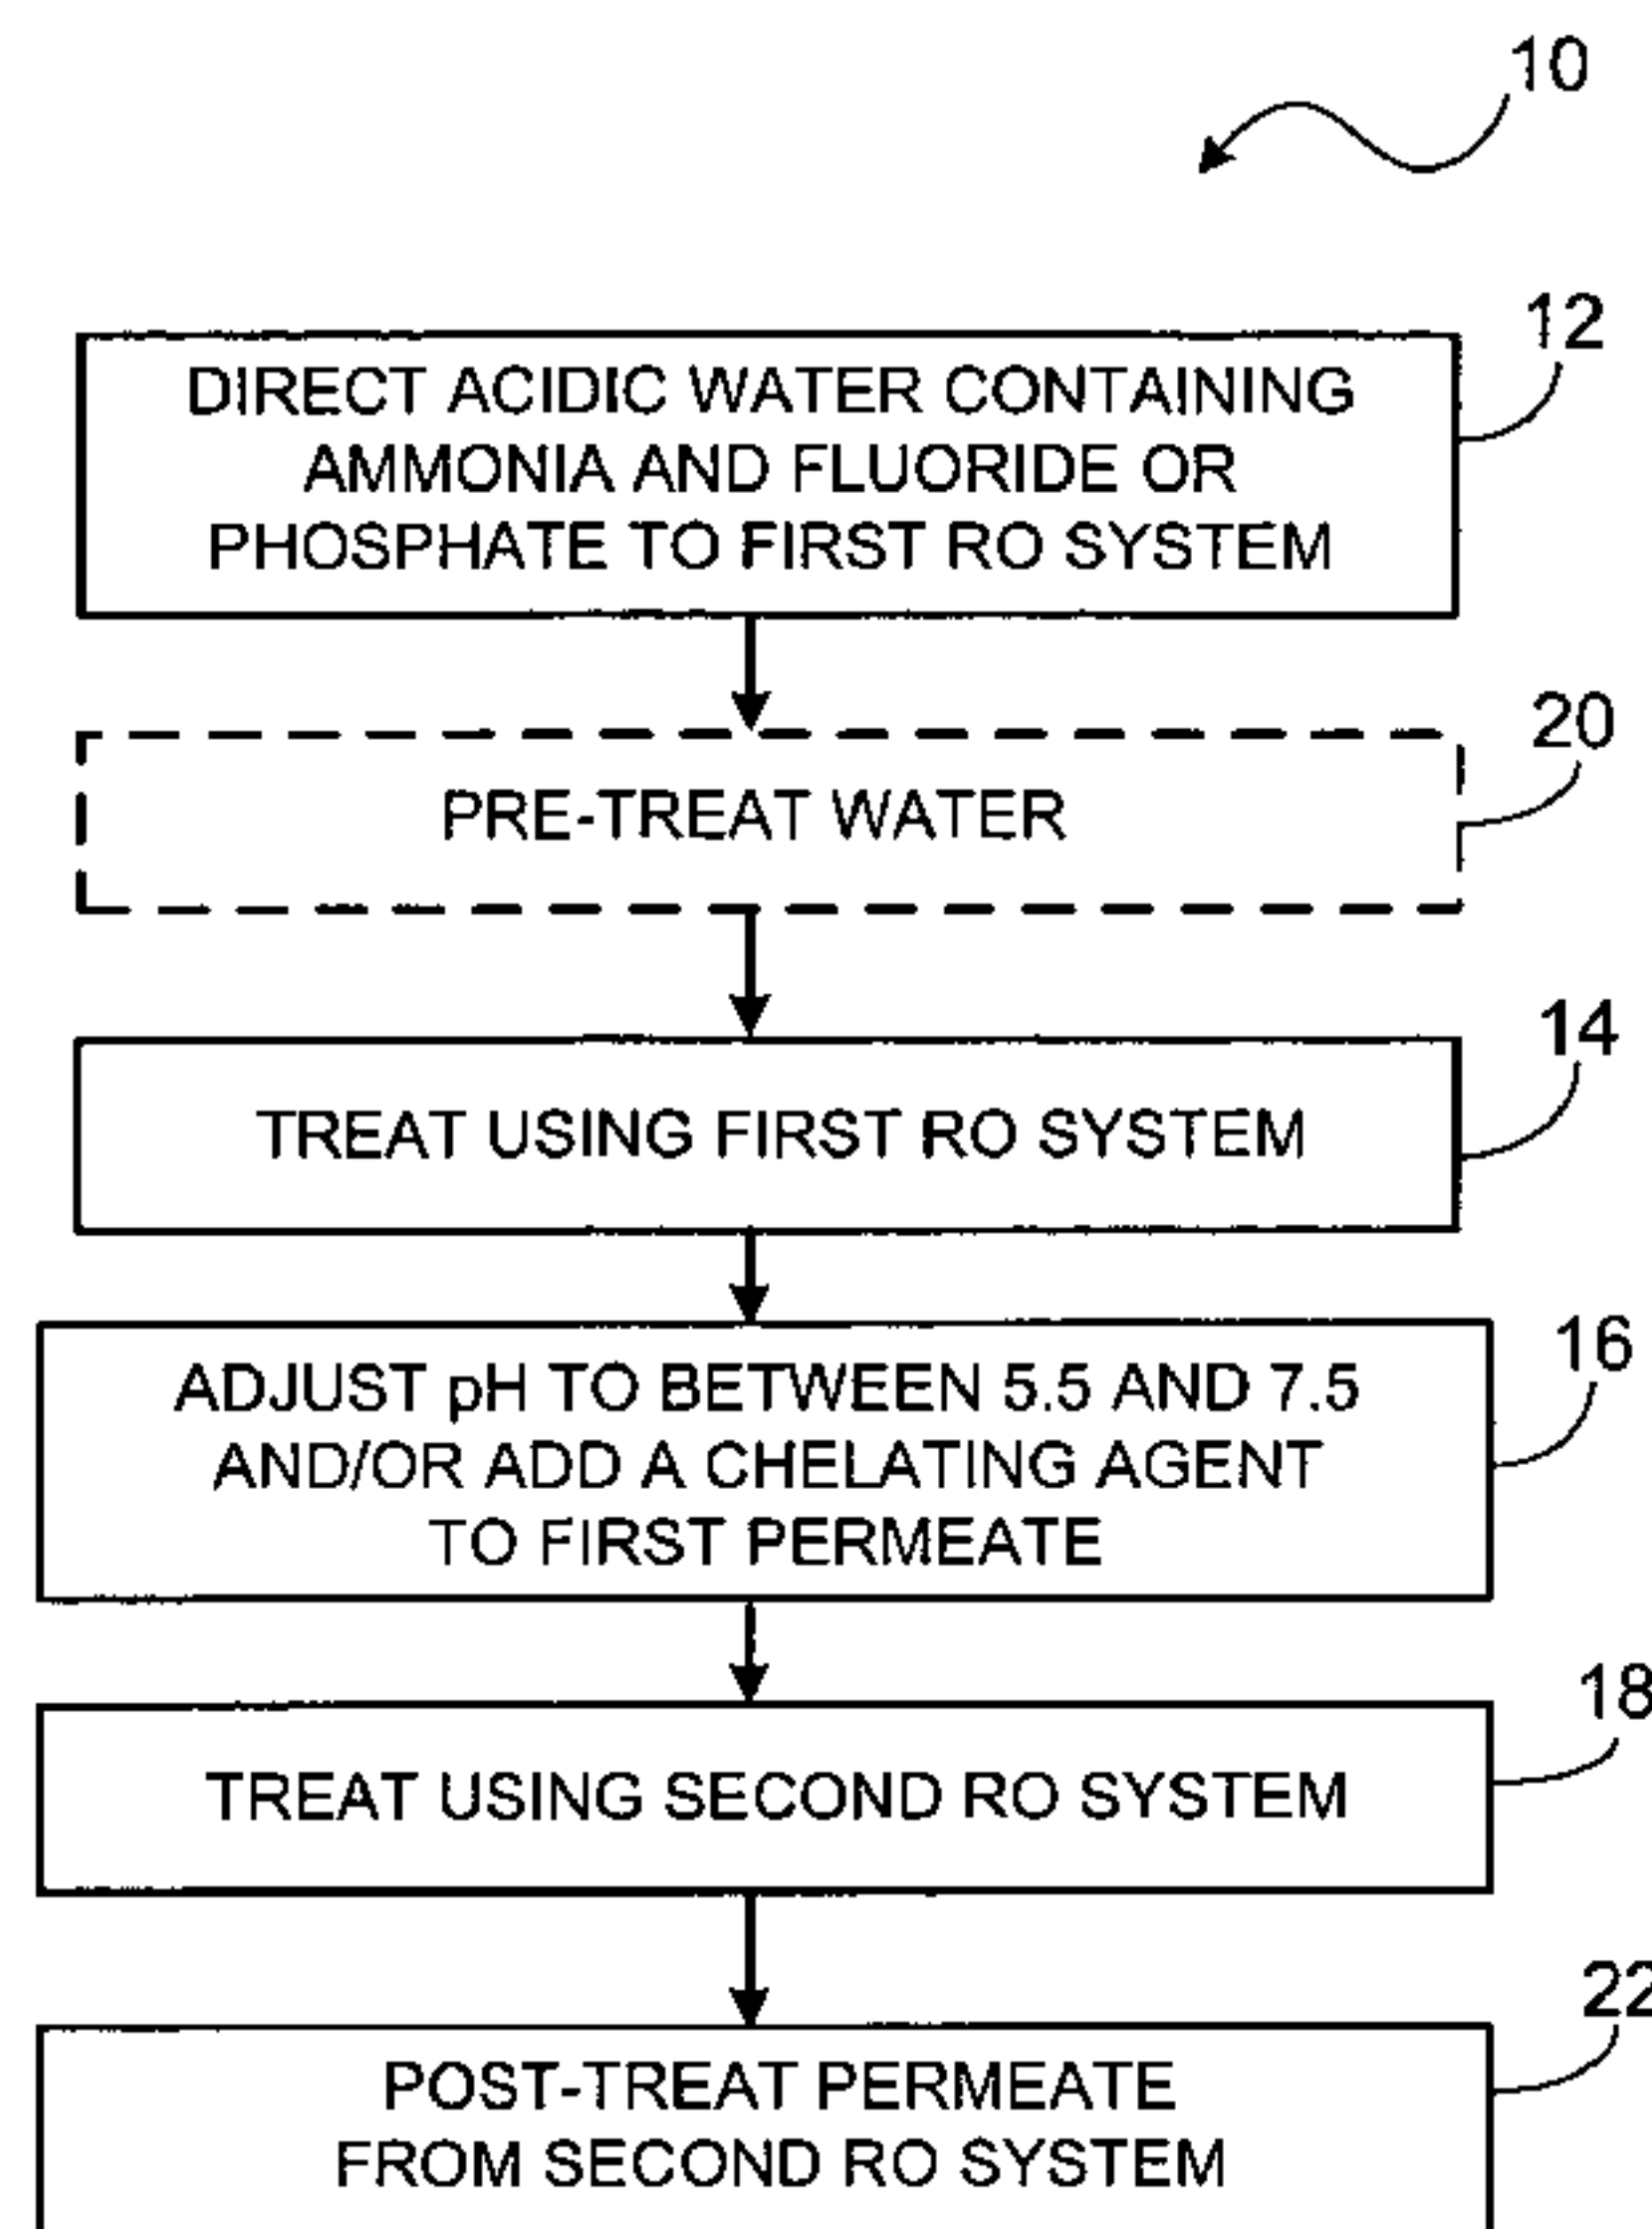 10
12
DIRECT ACIDIC WATER CONTAINING
AMMONIA AND FLUORIDE OR
PHOSPHATE TO FIRST RO SYSTEM
20
PRE-TREAT WATER
14
TREAT USING FIRST RO SYSTEM
16
ADJUST pH TO BETWEEN 5.5 AND 7.5
AND/OR ADD A CHELATING AGENT
TO FIRST PERMEATE
18
TREAT USING SECOND RO SYSTEM
22
POST-TREAT PERMEATE
FROM SECOND RO SYSTEM